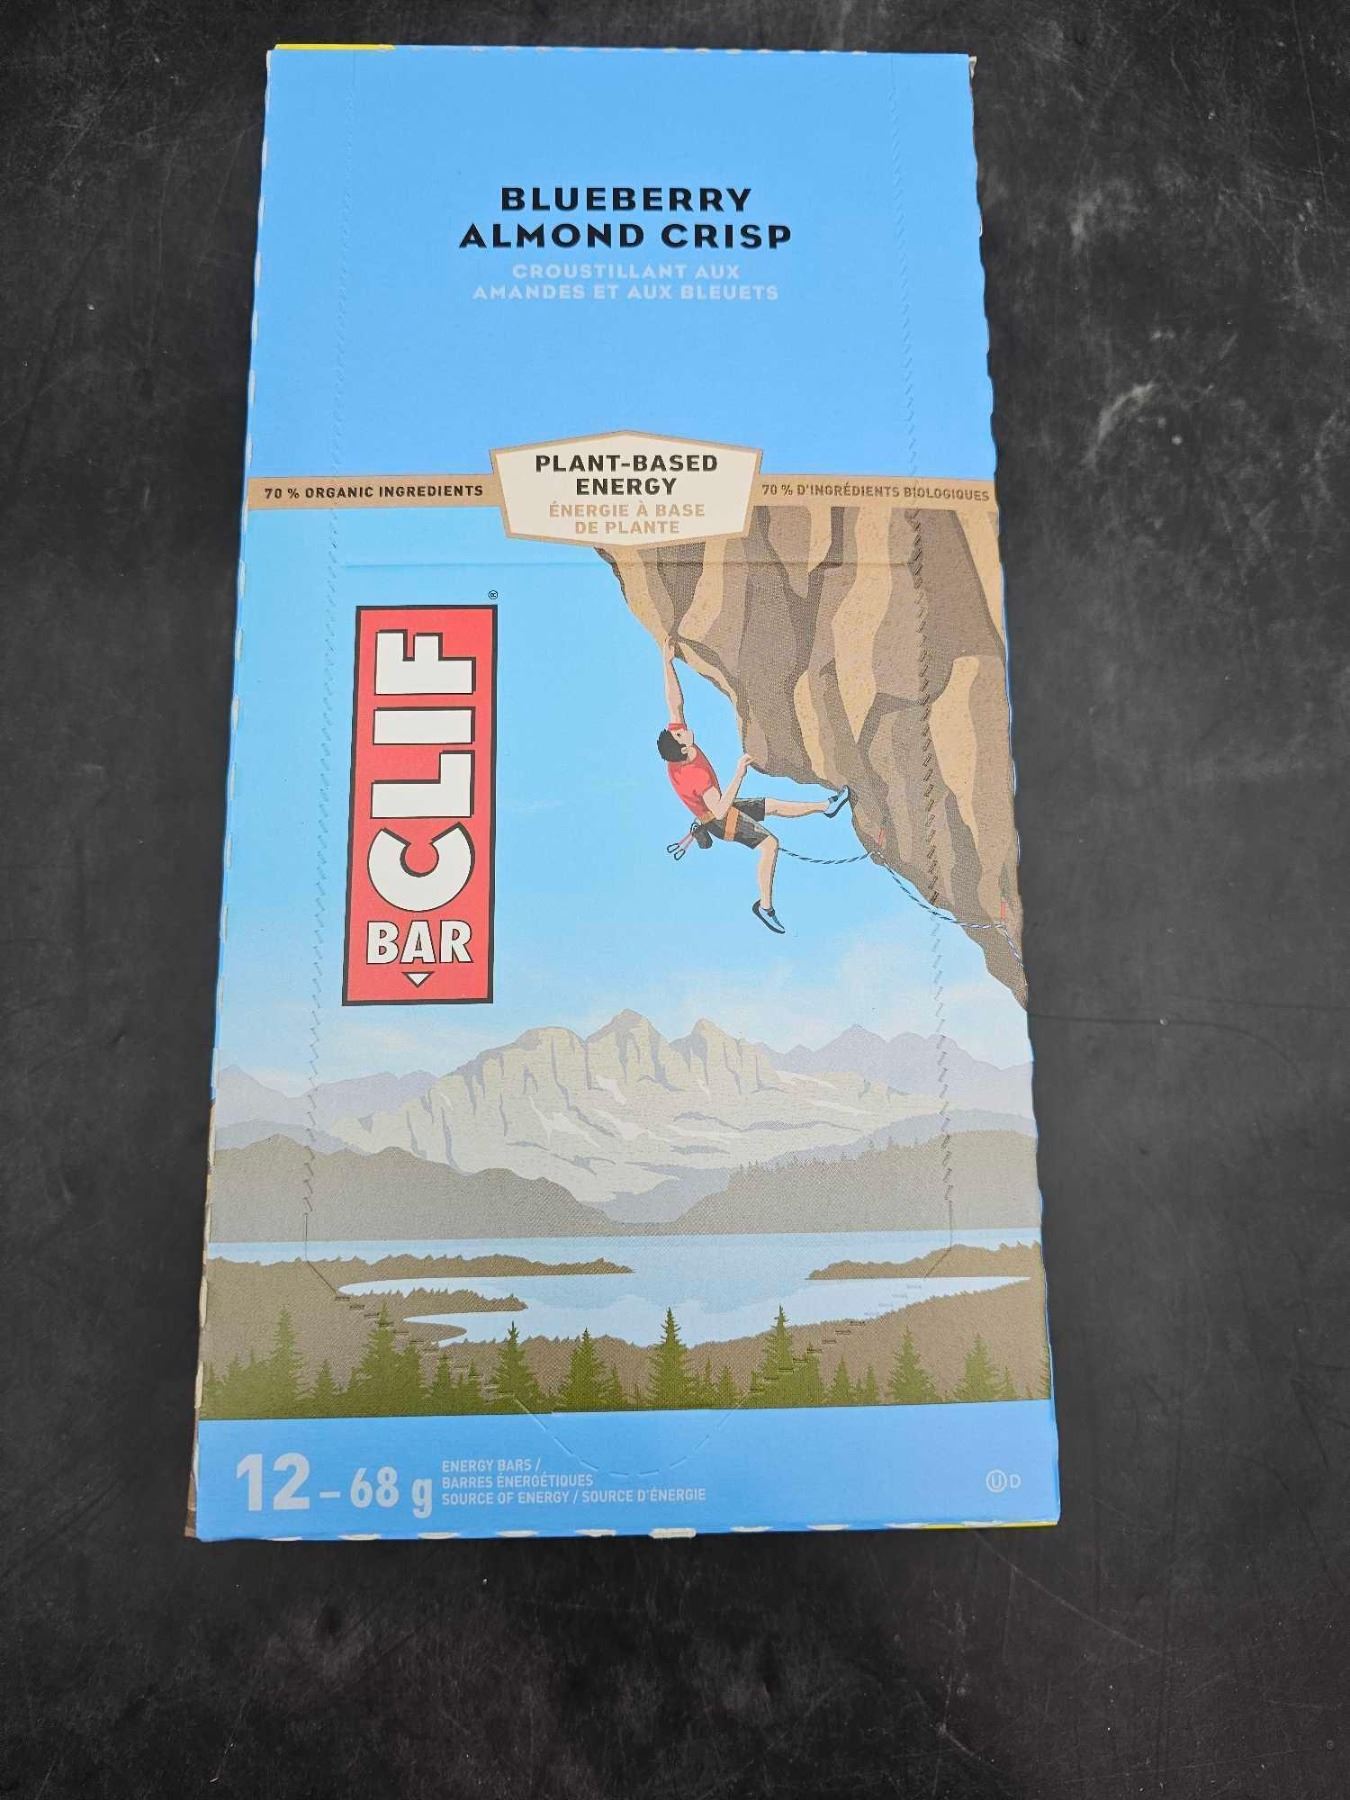 BLUEBERRY
ALMOND CRISP
CROUSTILLANT AUX
AMANDES ET AUX BLEUETS
70 % ORGANIC INGREDIENTS
PLANT-BASED
ENERGY
ÉNERGIE À BASE
DE PLANTE
70 % D'INGRÉDIENTS BIOLOGIQUES
CLIF®
BAR
12 – 68 g
ENERGY BARS /
BARRES ÉNERGÉTIQUES
SOURCE OF ENERGY / SOURCE D'ÉNERGIE
Ⓤ D